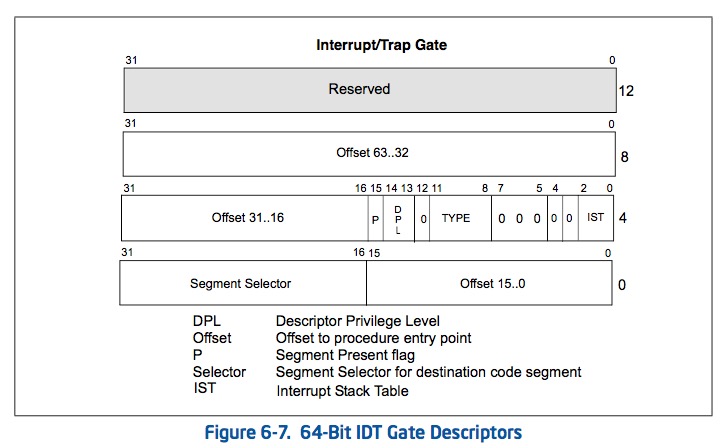 Interrupt/Trap Gate
31 0
Reserved 12
31 0
Offset 63..32 8
31 16 15 14 13 12 11 8 7 5 4 2 0
Offset 31..16 P DPL 0 TYPE 0 0 0 0 0 IST 4
31 16 15 0
Segment Selector Offset 15..0 0
DPL Descriptor Privilege Level
Offset Offset to procedure entry point
P Segment Present flag
Selector Segment Selector for destination code segment
IST Interrupt Stack Table
Figure 6-7. 64-Bit IDT Gate Descriptors